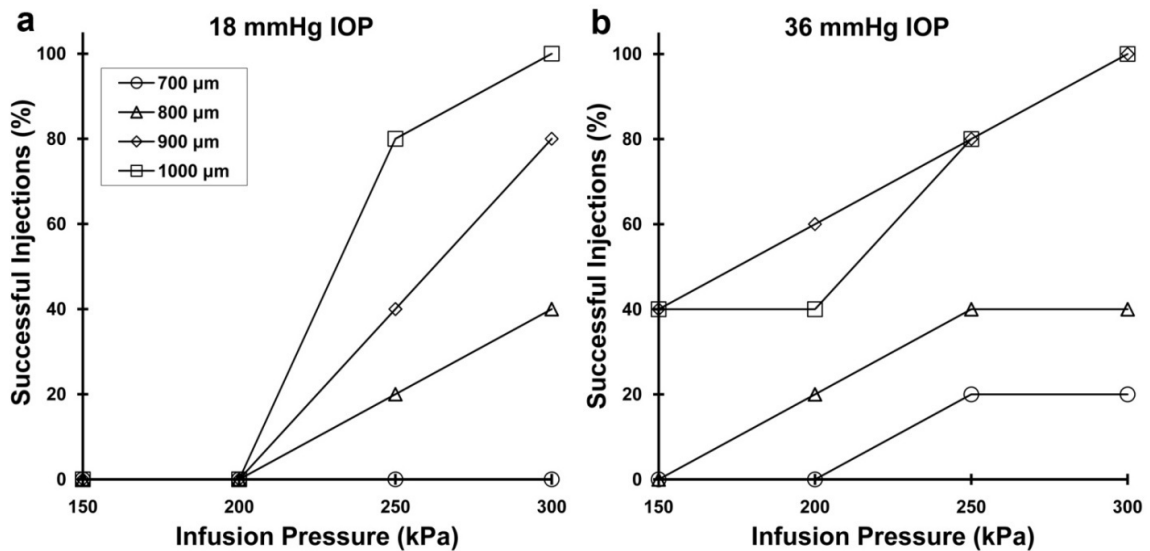 a
18 mmHg IOP
100
80
60
40
20
0
150
200
250
300
Successful Injections (%)
Infusion Pressure (kPa)
700 µm
800 µm
900 µm
1000 µm
b
36 mmHg IOP
100
80
60
40
20
0
150
200
250
300
Successful Injections (%)
Infusion Pressure (kPa)